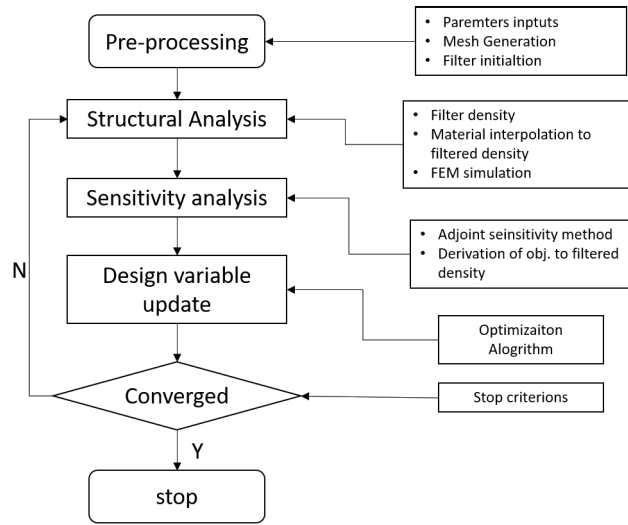 Pre-processing
• Paremters inptuts
• Mesh Generation
• Filter initialtion
Structural Analysis
• Filter density
• Material interpolation to
filtered density
• FEM simulation
Sensitivity analysis
• Adjoint seinsitivity method
• Derivation of obj. to filtered
density
N
Design variable
update
Optimizaiton
Alogrithm
Converged
Stop criterions
Y
stop